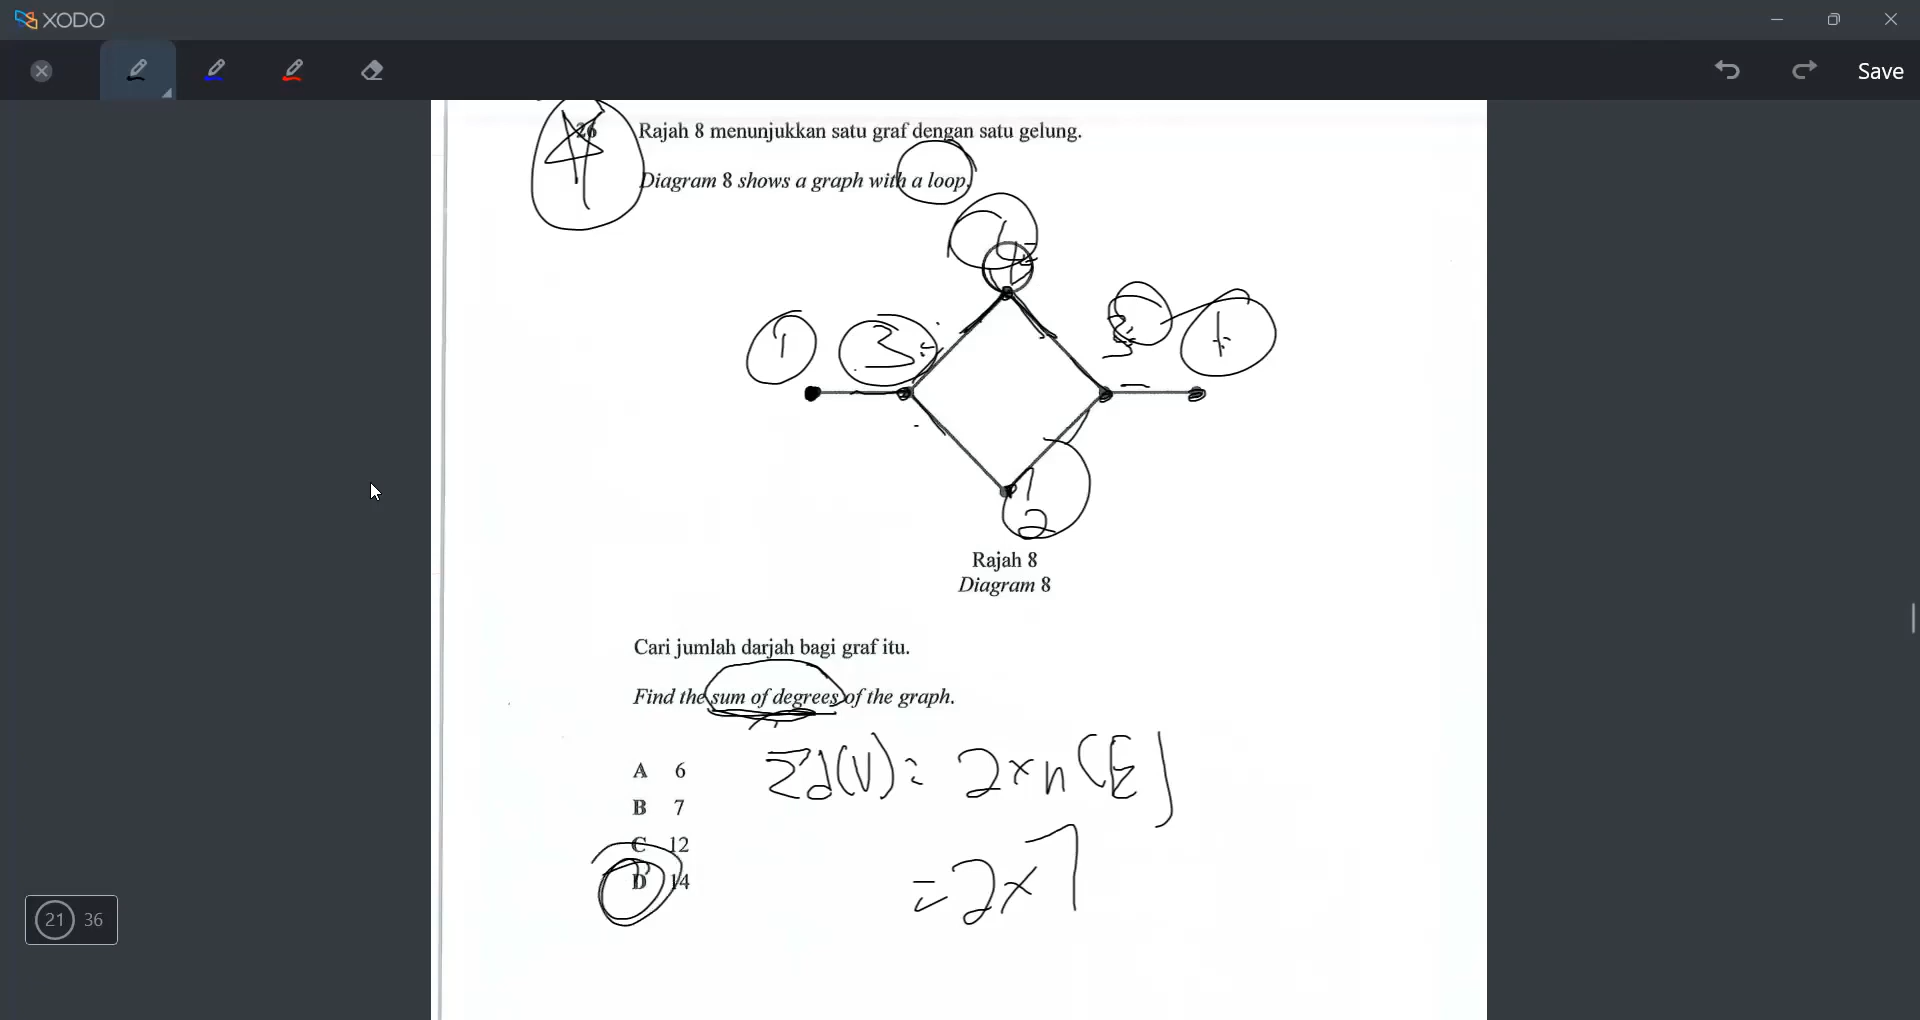 XODO
Save
26 Rajah 8 menunjukkan satu graf dengan satu gelung.
Diagram 8 shows a graph with a loop.
4
1
3
3
1
2
Rajah 8
Diagram 8
Cari jumlah darjah bagi graf itu.
Find the sum of degrees of the graph.
A 6
B 7
C 12
D 14
Σd(V) = 2 × n(E)
= 2 × 7
21 36